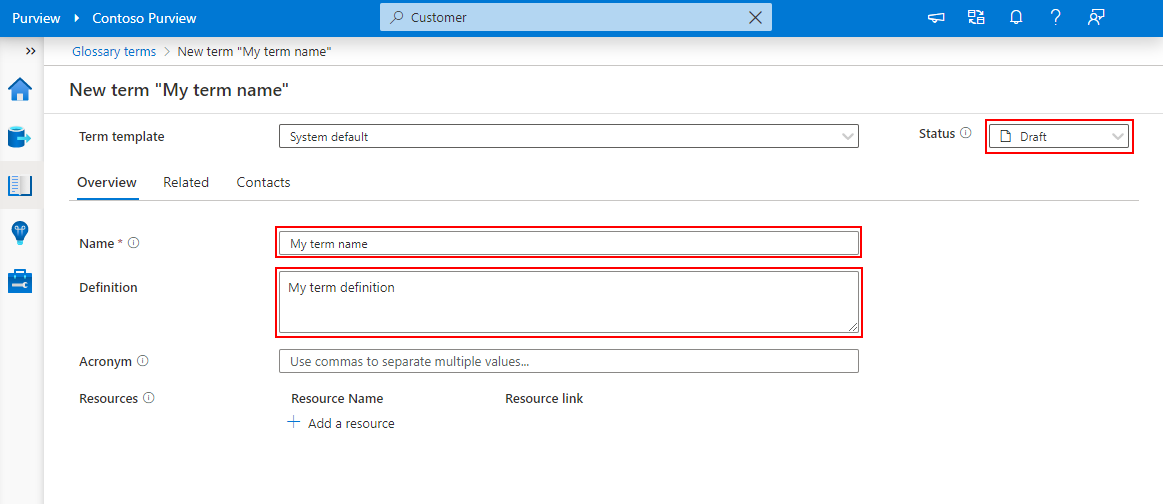 Purview Contoso Purview Customer
Glossary terms > New term "My term name"
New term "My term name"
Term template System default Status Draft
Overview Related Contacts
Name * My term name
Definition My term definition
Acronym Use commas to separate multiple values...
Resources Resource Name Resource link
+ Add a resource